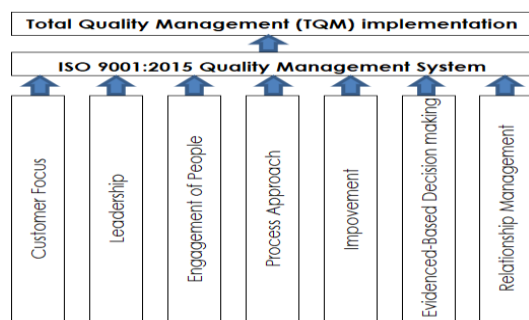 Total Quality Management (TQM) implementation
ISO 9001:2015 Quality Management System
Customer Focus
Leadership
Engagement of People
Process Approach
Impovement
Evidenced-Based Decision making
Relationship Management